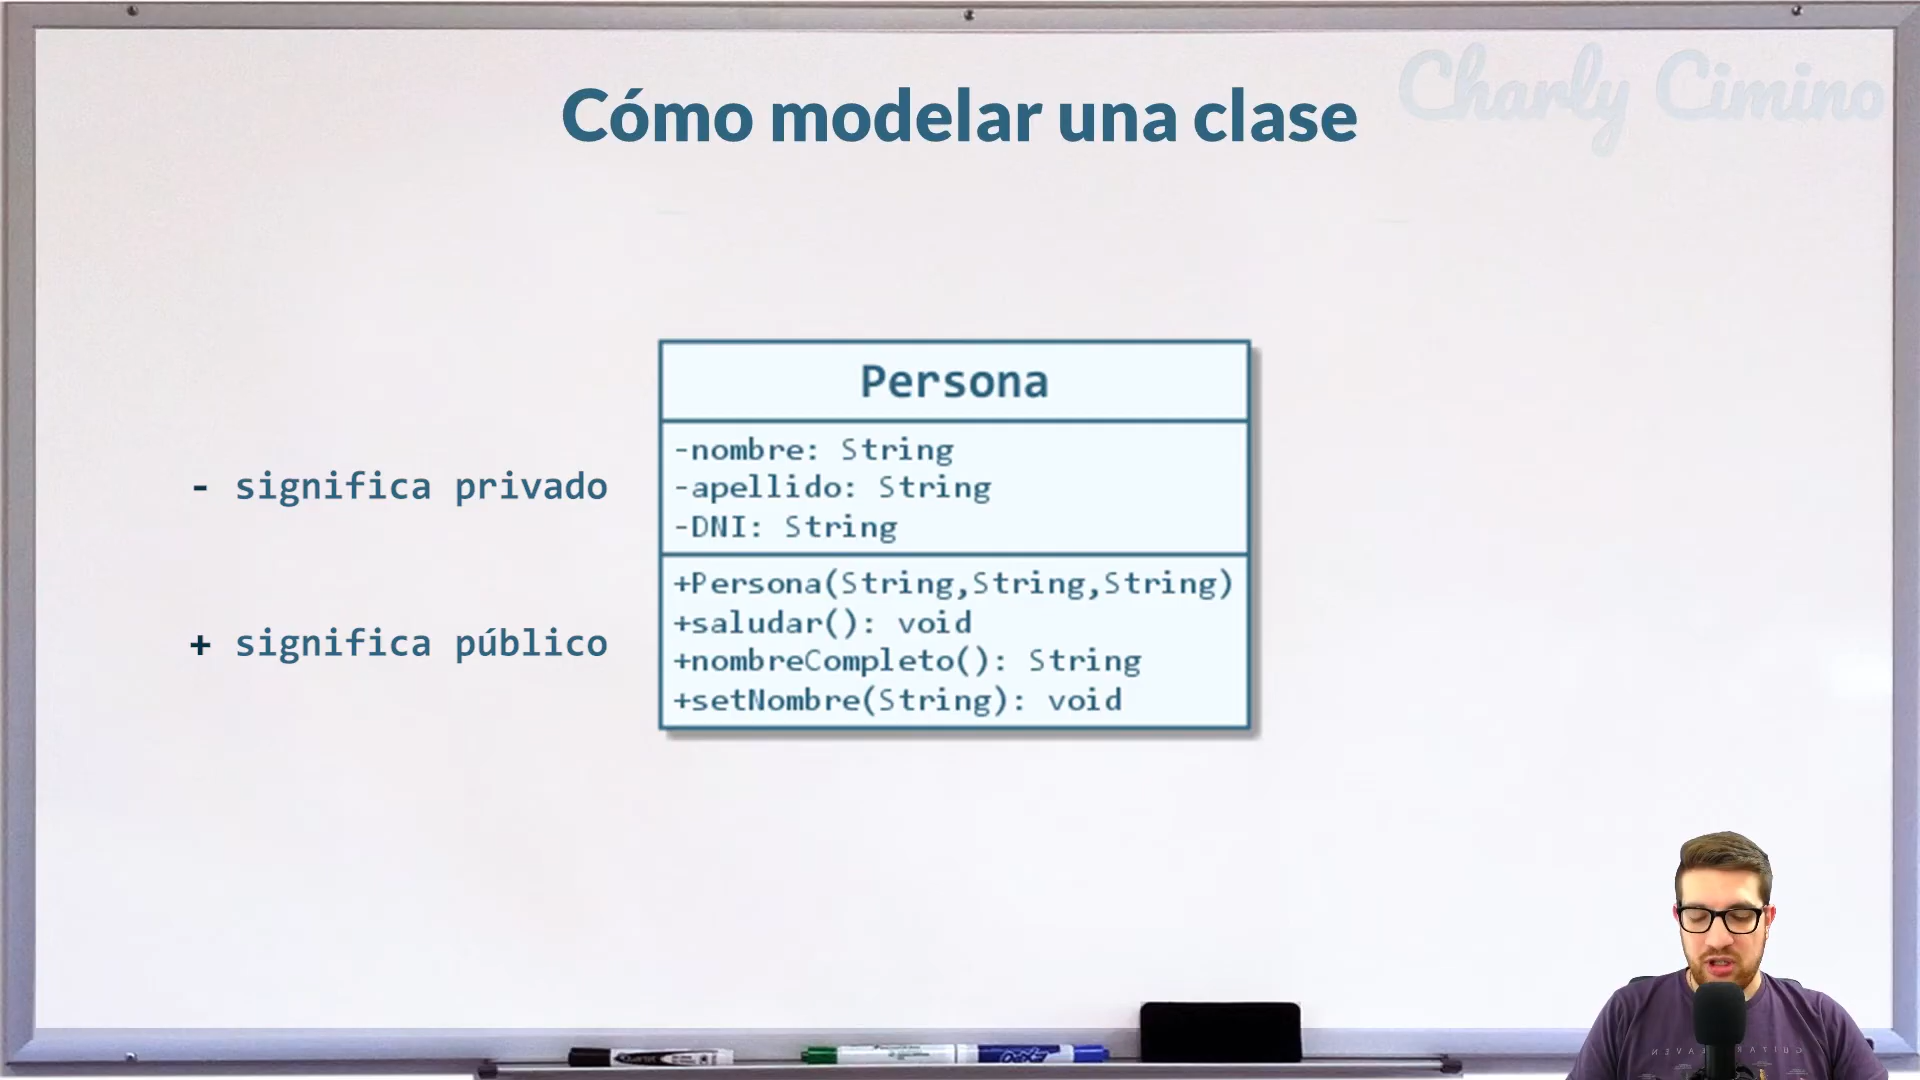 Charly Cimino
Cómo modelar una clase
Persona
-nombre: String
-apellido: String
-DNI: String
- significa privado
+Persona(String,String,String)
+saludar(): void
+nombreCompleto(): String
+setNombre(String): void
+ significa público